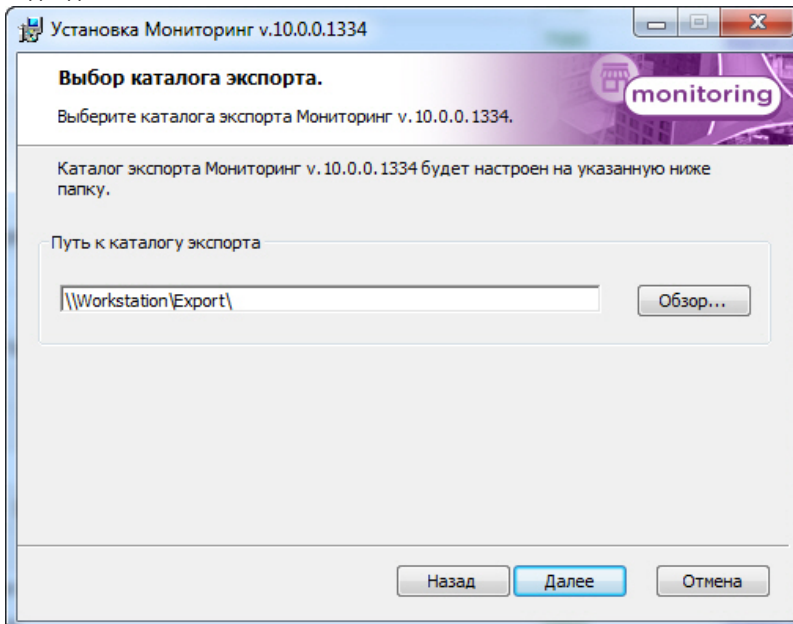 Установка Мониторинг v.10.0.0.1334
Выбор каталога экспорта.
monitoring
Выберите каталога экспорта Мониторинг v.10.0.0.1334.
Каталог экспорта Мониторинг v.10.0.0.1334 будет настроен на указанную ниже
папку.
Путь к каталогу экспорта
\\Workstation\Export\
Обзор...
Назад
Далее
Отмена